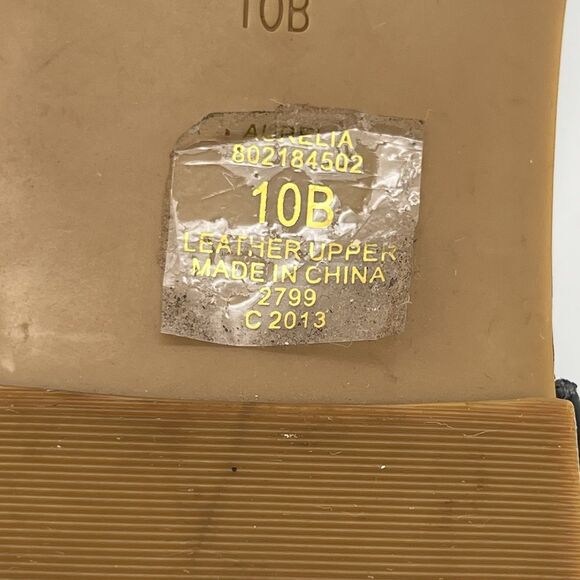 10B
AURELIA
802184502
10B
LEATHER UPPER
MADE IN CHINA
2799
C 2013